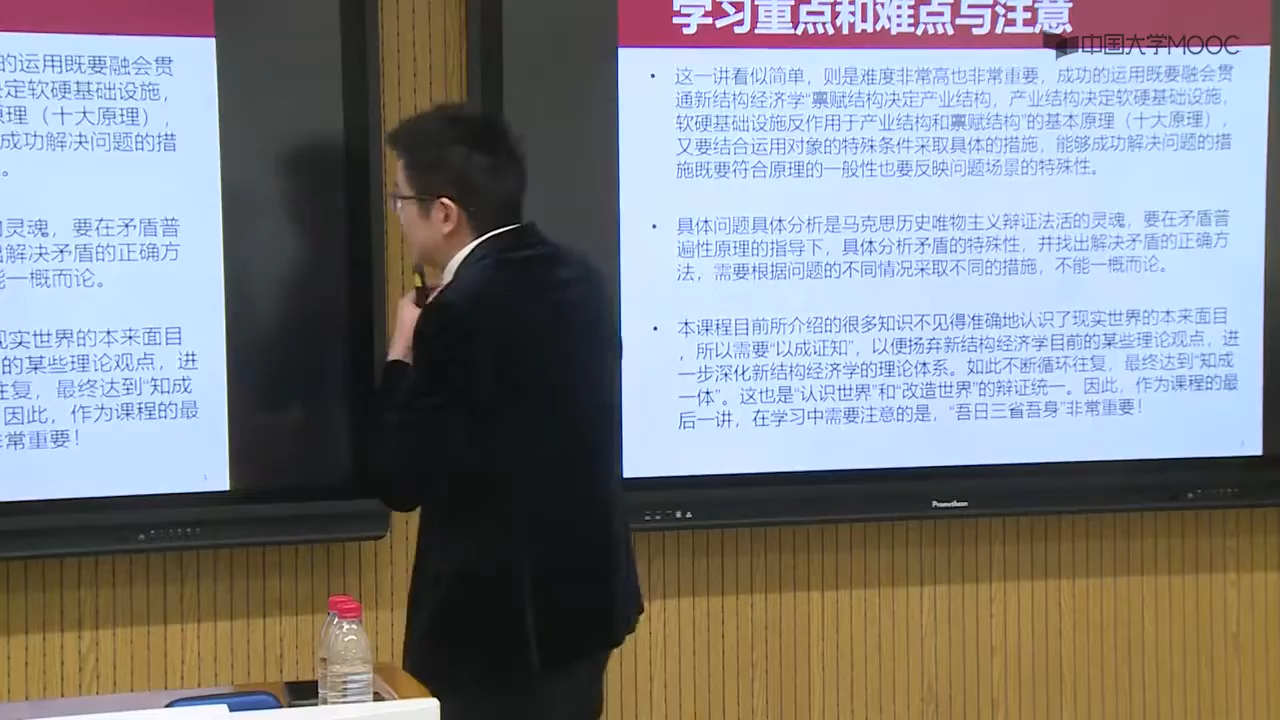 的运用既要融会贯
决定软硬基础设施，
原理（十大原理），
成功解决问题的措
。
的灵魂，要在矛盾普
出解决矛盾的正确方
能一概而论。
现实世界的本来面目
的某些理论观点，进
往复，最终达到“知成
因此，作为课程的最
非常重要！
1
学习重点和难点与注意
中国大学MOOC
• 这一讲看似简单，则是难度非常高也非常重要，成功的运用既要融会贯
通新结构经济学“禀赋结构决定产业结构，产业结构决定软硬基础设施，
软硬基础设施反作用于产业结构和禀赋结构”的基本原理（十大原理），
又要结合运用对象的特殊条件采取具体的措施，能够成功解决问题的措
施既要符合原理的一般性也要反映问题场景的特殊性。
• 具体问题具体分析是马克思历史唯物主义辩证法活的灵魂，要在矛盾普
遍性原理的指导下，具体分析矛盾的特殊性，并找出解决矛盾的正确方
法，需要根据问题的不同情况采取不同的措施，不能一概而论。
• 本课程目前所介绍的很多知识不见得准确地认识了现实世界的本来面目
，所以需要“以成证知”，以便扬弃新结构经济学目前的某些理论观点，进
一步深化新结构经济学的理论体系。如此不断循环往复，最终达到“知成
一体”。这也是“认识世界”和“改造世界”的辩证统一。因此，作为课程的最
后一讲，在学习中需要注意的是，“吾日三省吾身”非常重要！
Promethean